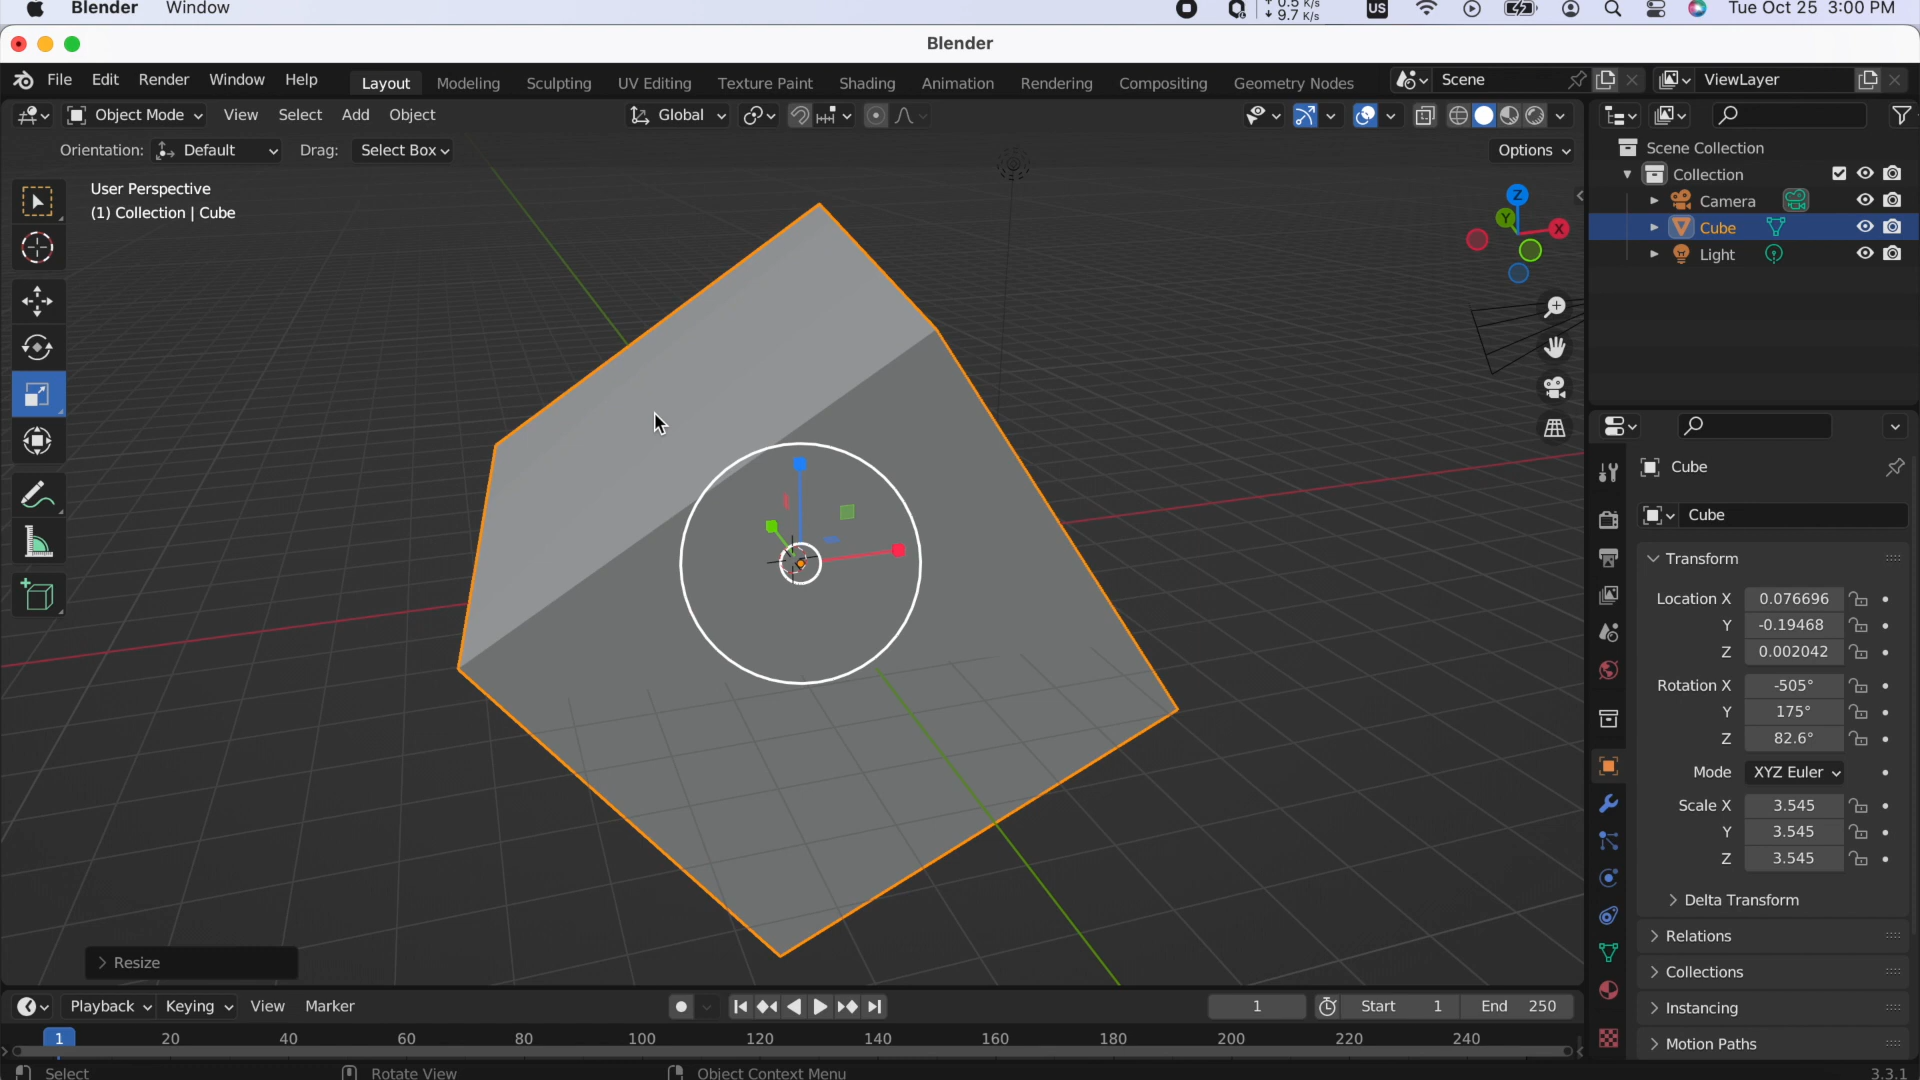 Blender Window US 0.5 K/s 9.7 K/s Tue Oct 25 3:00 PM
Blender
File Edit Render Window Help Layout Modeling Sculpting UV Editing Texture Paint Shading Animation Rendering Compositing Geometry Nodes Scene ViewLayer
Object Mode View Select Add Object Global
Orientation: Default Drag: Select Box Options
User Perspective
(1) Collection | Cube
Z
Y
X
Scene Collection
Collection
Camera
Cube
Light
Cube
Cube
Transform
Location X 0.076696
Y -0.19468
Z 0.002042
Rotation X -505°
Y 175°
Z 82.6°
Mode XYZ Euler
Scale X 3.545
Y 3.545
Z 3.545
Delta Transform
Relations
Collections
Instancing
Motion Paths
Resize
Playback Keying View Marker 1 Start 1 End 250
1 20 40 60 80 100 120 140 160 180 200 220 240
Select Rotate View Object Context Menu 3.3.1